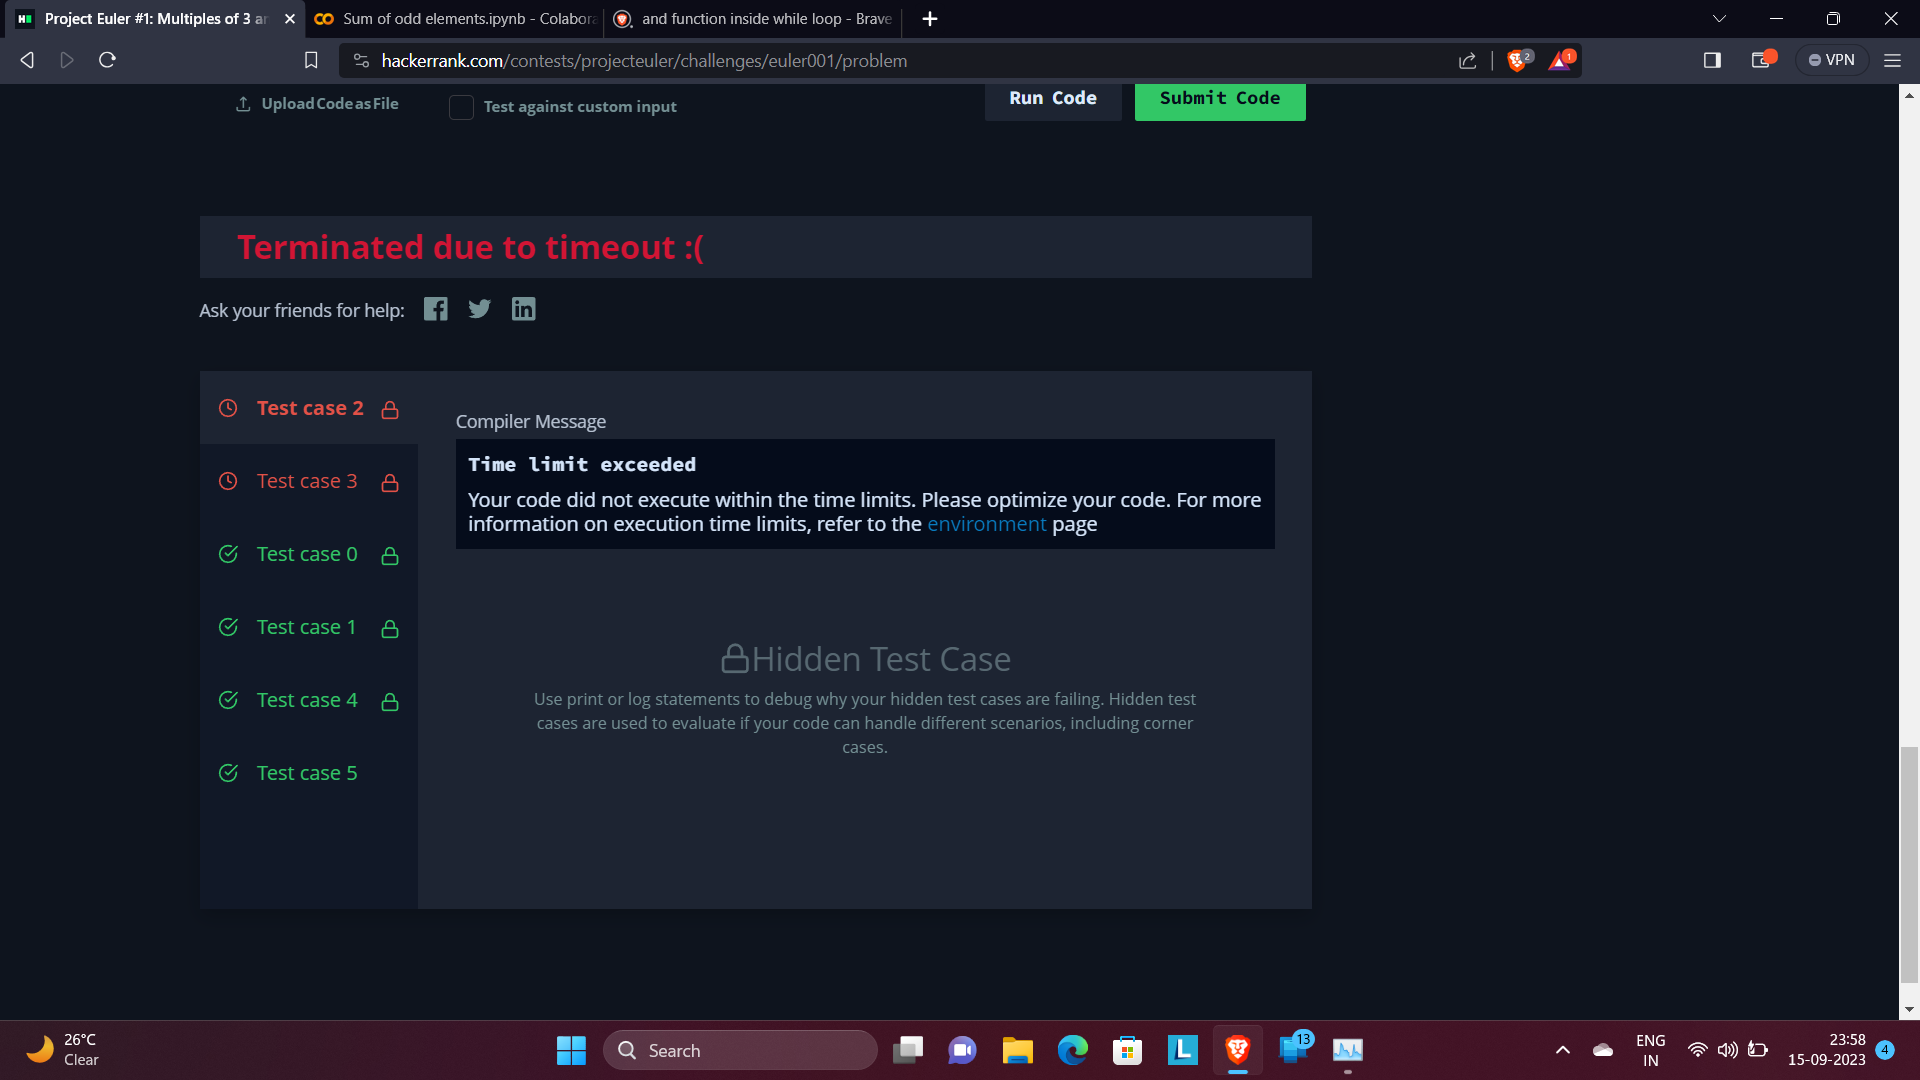 Project Euler #1: Multiples of 3 an
Sum of odd elements.ipynb - Colabora
and function inside while loop - Brave
hackerrank.com/contests/projecteuler/challenges/euler001/problem
2
1
VPN
Upload Code as File
Test against custom input
Run Code
Submit Code
Terminated due to timeout :(
Ask your friends for help:
Test case 2
Test case 3
Test case 0
Test case 1
Test case 4
Test case 5
Compiler Message
Time limit exceeded
Your code did not execute within the time limits. Please optimize your code. For more
information on execution time limits, refer to the environment page
Hidden Test Case
Use print or log statements to debug why your hidden test cases are failing. Hidden test
cases are used to evaluate if your code can handle different scenarios, including corner
cases.
26°C
Clear
Search
L
13
ENG
IN
23:58
15-09-2023
4